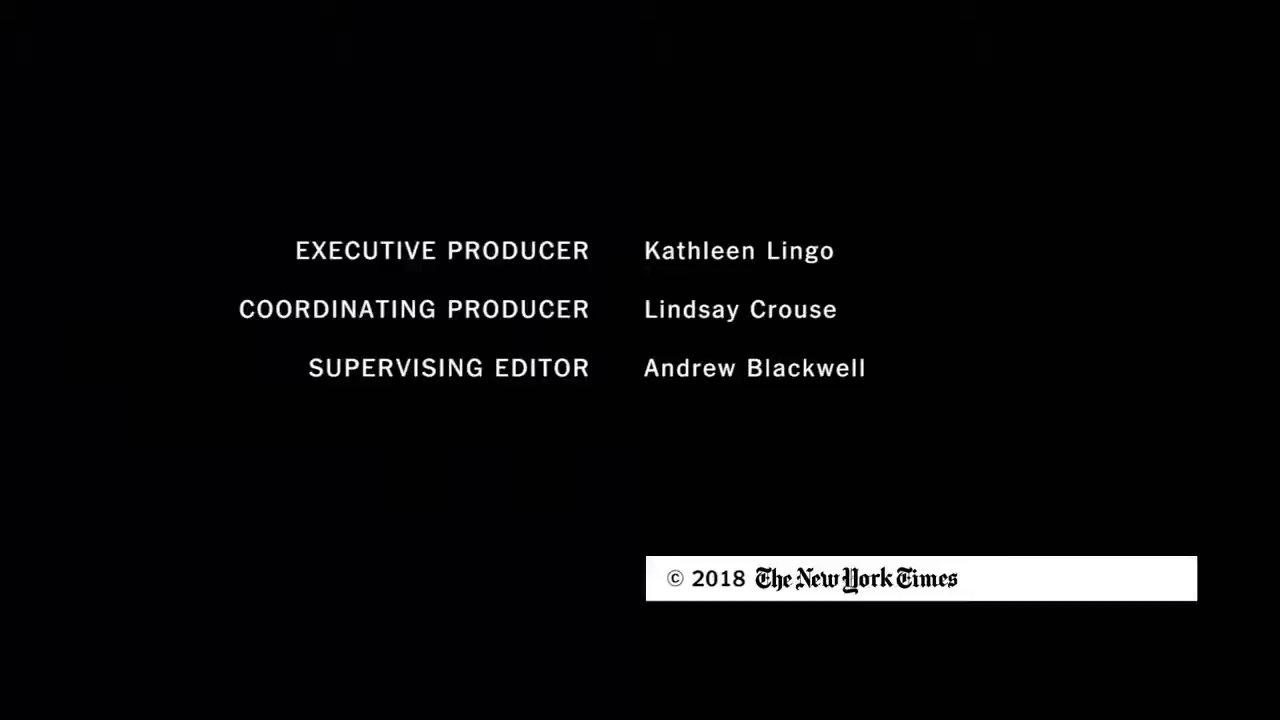 EXECUTIVE PRODUCER Kathleen Lingo
COORDINATING PRODUCER Lindsay Crouse
SUPERVISING EDITOR Andrew Blackwell
© 2018 The New York Times